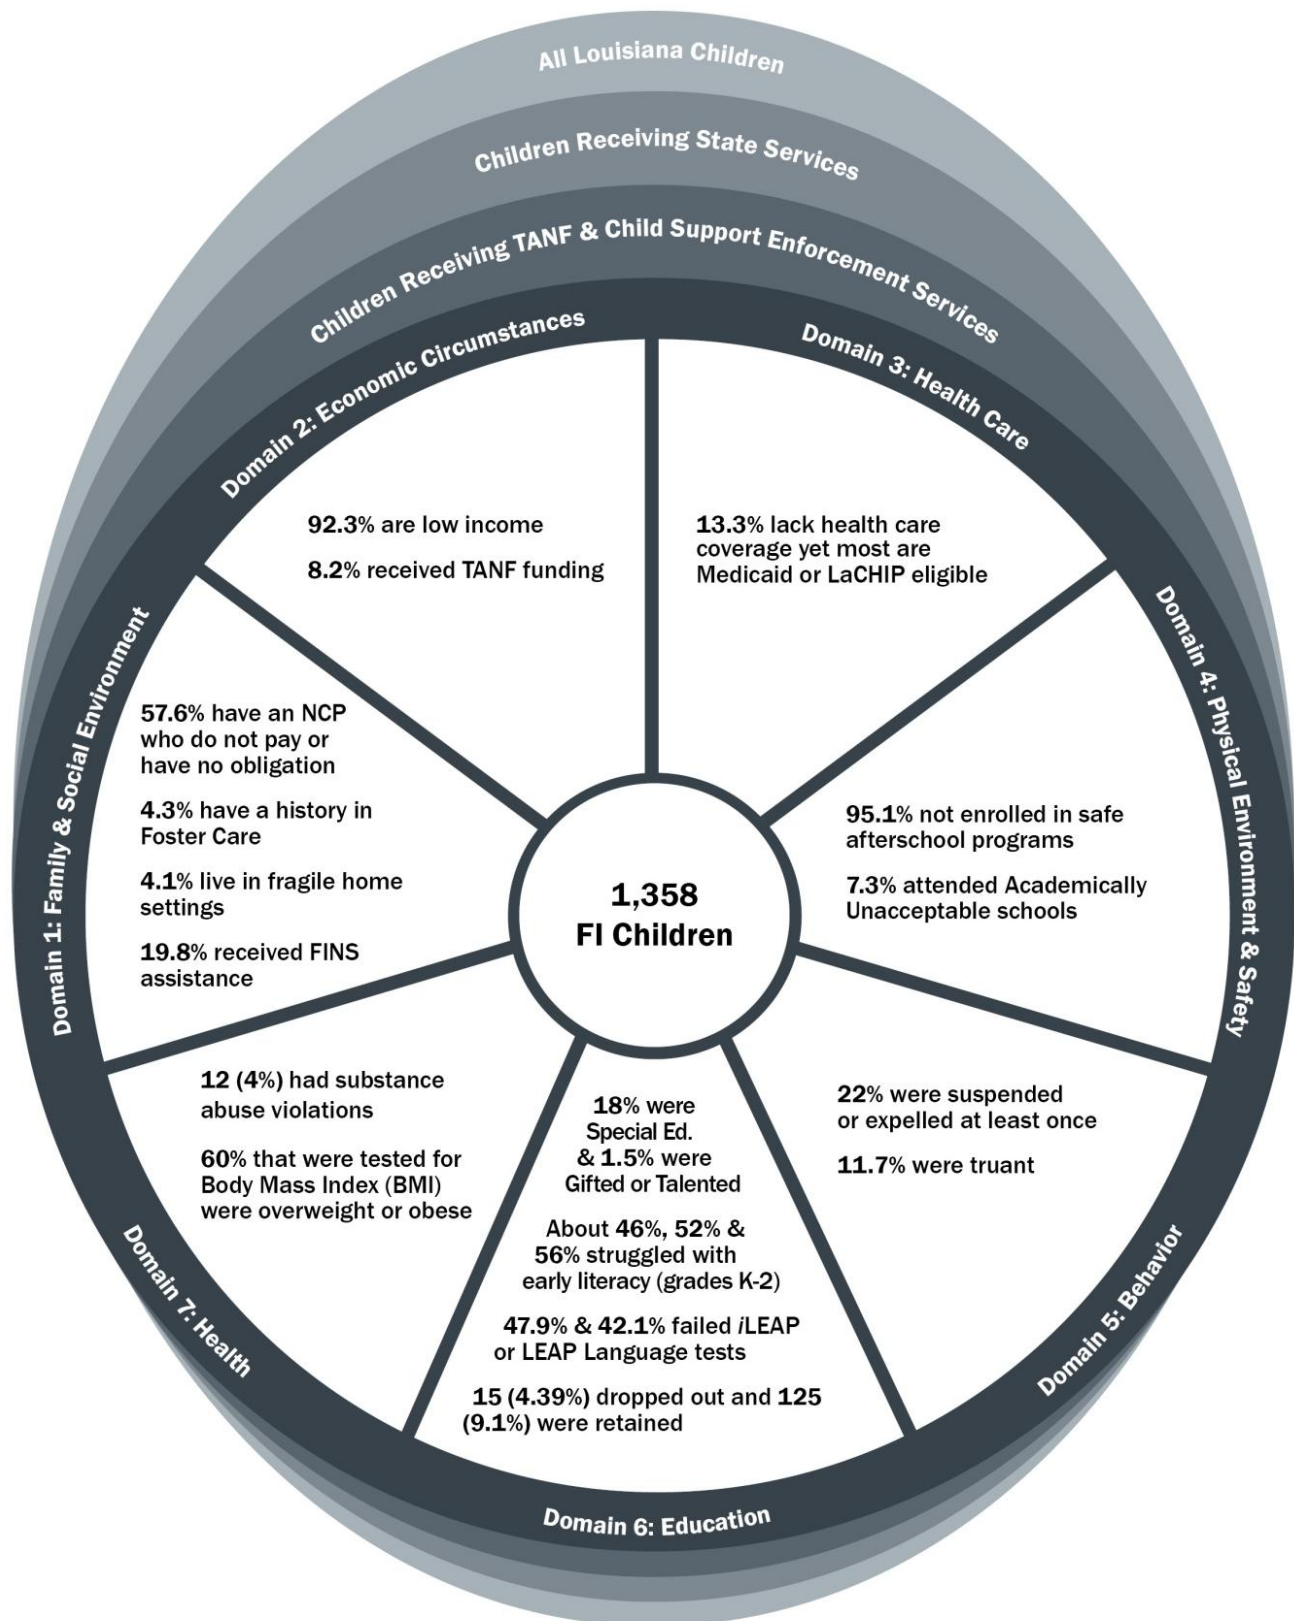 All Louisiana Children
Children Receiving State Services
Children Receiving TANF & Child Support Enforcement Services
Domain 1: Family & Social Environment
57.6% have an NCP
who do not pay or
have no obligation
4.3% have a history in
Foster Care
4.1% live in fragile home
settings
19.8% received FINS
assistance
Domain 2: Economic Circumstances
92.3% are low income
8.2% received TANF funding
Domain 3: Health Care
13.3% lack health care
coverage yet most are
Medicaid or LaCHIP eligible
Domain 4: Physical Environment & Safety
95.1% not enrolled in safe
afterschool programs
7.3% attended Academically
Unacceptable schools
1,358
FI Children
Domain 5: Behavior
22% were suspended
or expelled at least once
11.7% were truant
Domain 6: Education
18% were
Special Ed.
& 1.5% were
Gifted or Talented
About 46%, 52% &
56% struggled with
early literacy (grades K-2)
47.9% & 42.1% failed iLEAP
or LEAP Language tests
15 (4.39%) dropped out and 125
(9.1%) were retained
Domain 7: Health
12 (4%) had substance
abuse violations
60% that were tested for
Body Mass Index (BMI)
were overweight or obese